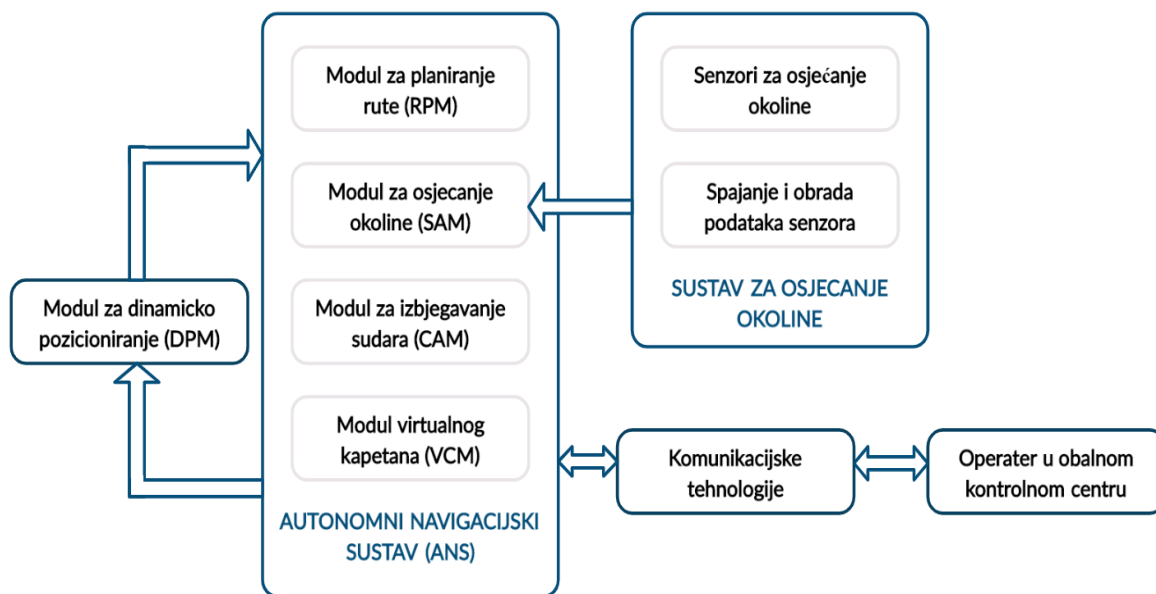 Modul za planiranje
rute (RPM)
Modul za osjecanje
okoline (SAM)
Modul za izbjegavanje
sudara (CAM)
Modul virtualnog
kapetana (VCM)
AUTONOMNI NAVIGACIJSKI
SUSTAV (ANS)
Senzori za osjećanje
okoline
Spajanje i obrada
podataka senzora
SUSTAV ZA OSJECANJE
OKOLINE
Modul za dinamicko
pozicioniranje (DPM)
Komunikacijske
tehnologije
Operater u obalnom
kontrolnom centru